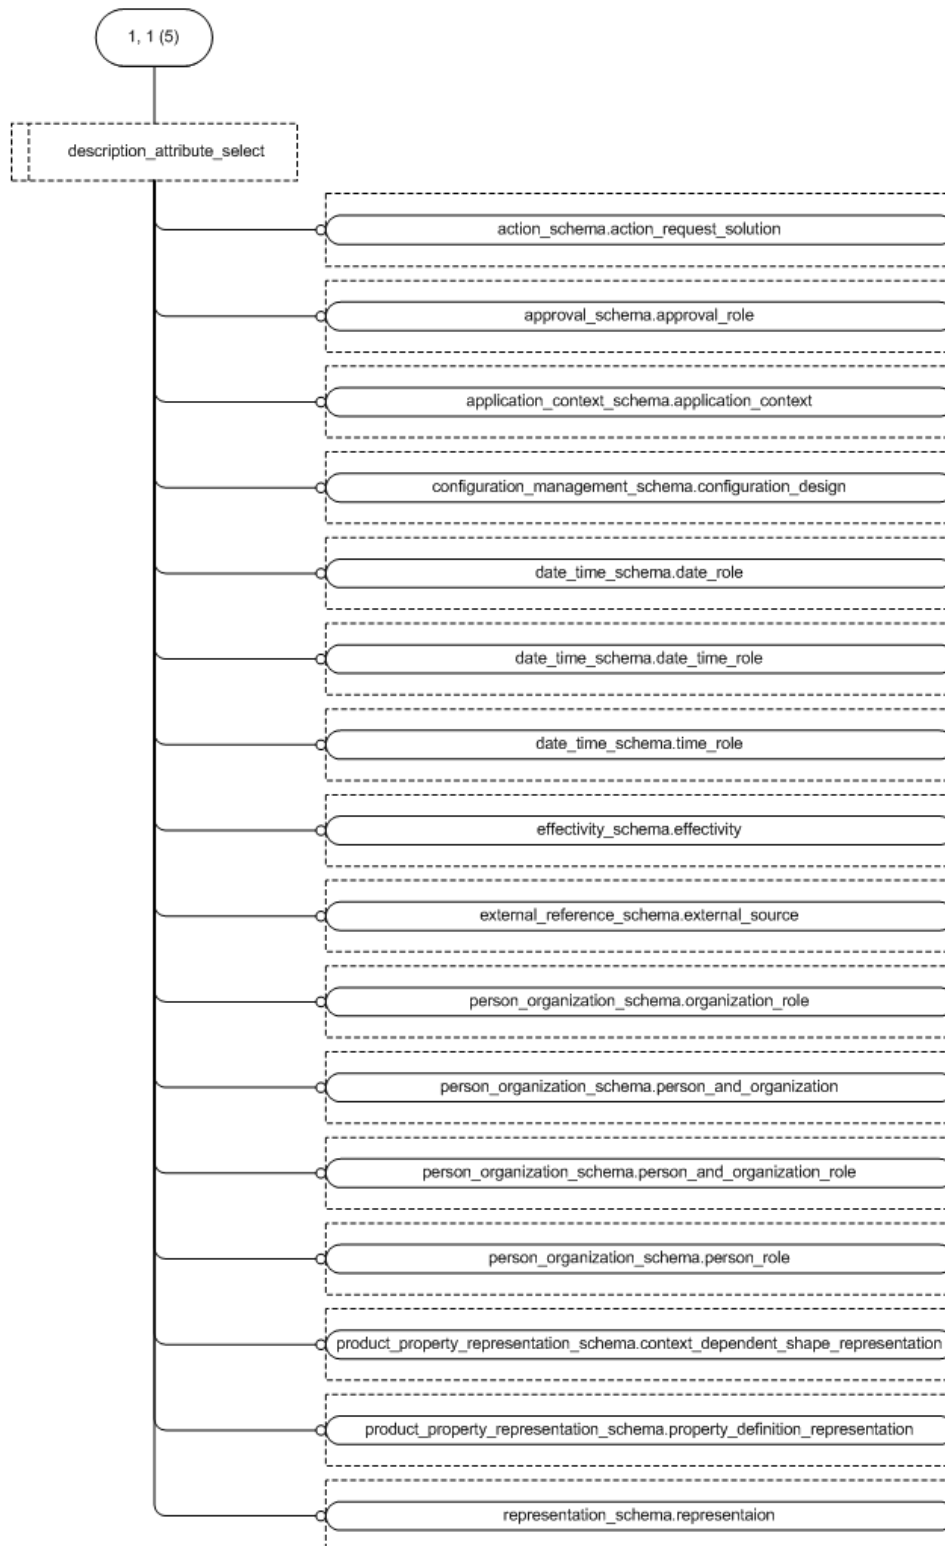 1, 1 (5)
description_attribute_select
action_schema.action_request_solution
approval_schema.approval_role
application_context_schema.application_context
configuration_management_schema.configuration_design
date_time_schema.date_role
date_time_schema.date_time_role
date_time_schema.time_role
effectivity_schema.effectivity
external_reference_schema.external_source
person_organization_schema.organization_role
person_organization_schema.person_and_organization
person_organization_schema.person_and_organization_role
person_organization_schema.person_role
product_property_representation_schema.context_dependent_shape_representation
product_property_representation_schema.property_definition_representation
representation_schema.representaion